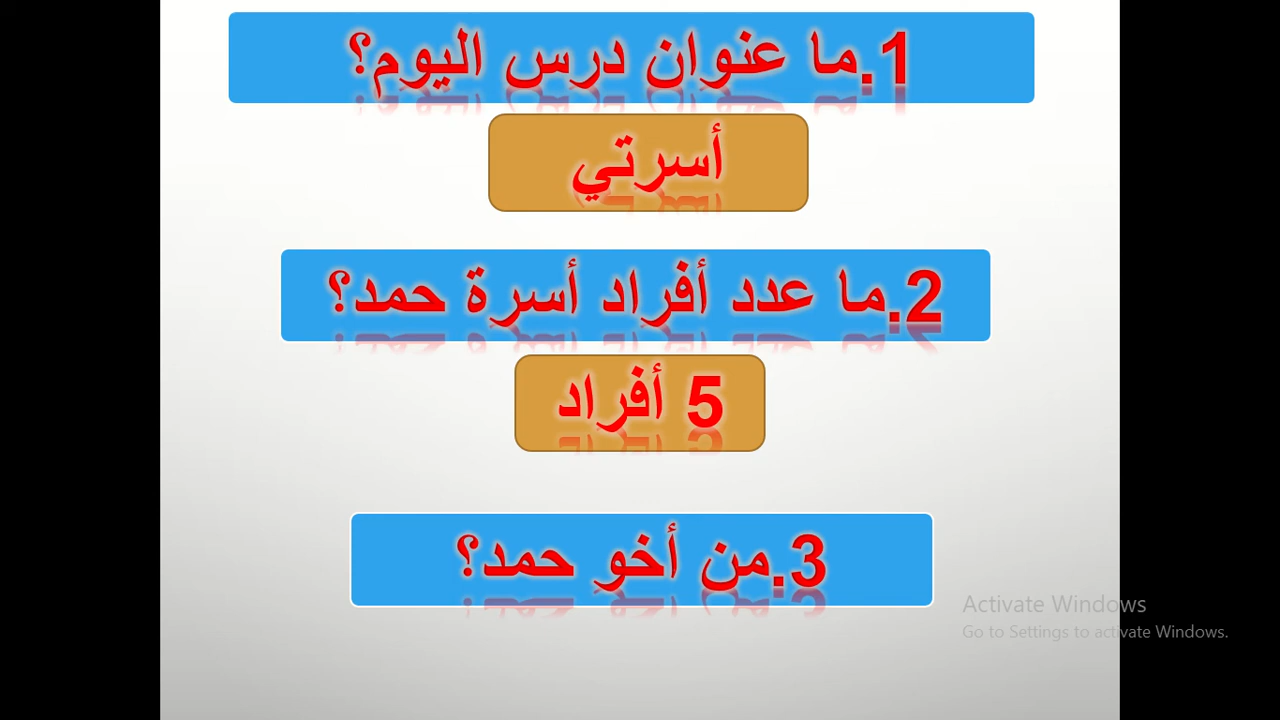 1.ما عنوان درس اليوم؟
أسرتي
2.ما عدد أفراد أسرة حمد؟
5 أفراد
3.من أخو حمد؟
Activate Windows
Go to Settings to activate Windows.